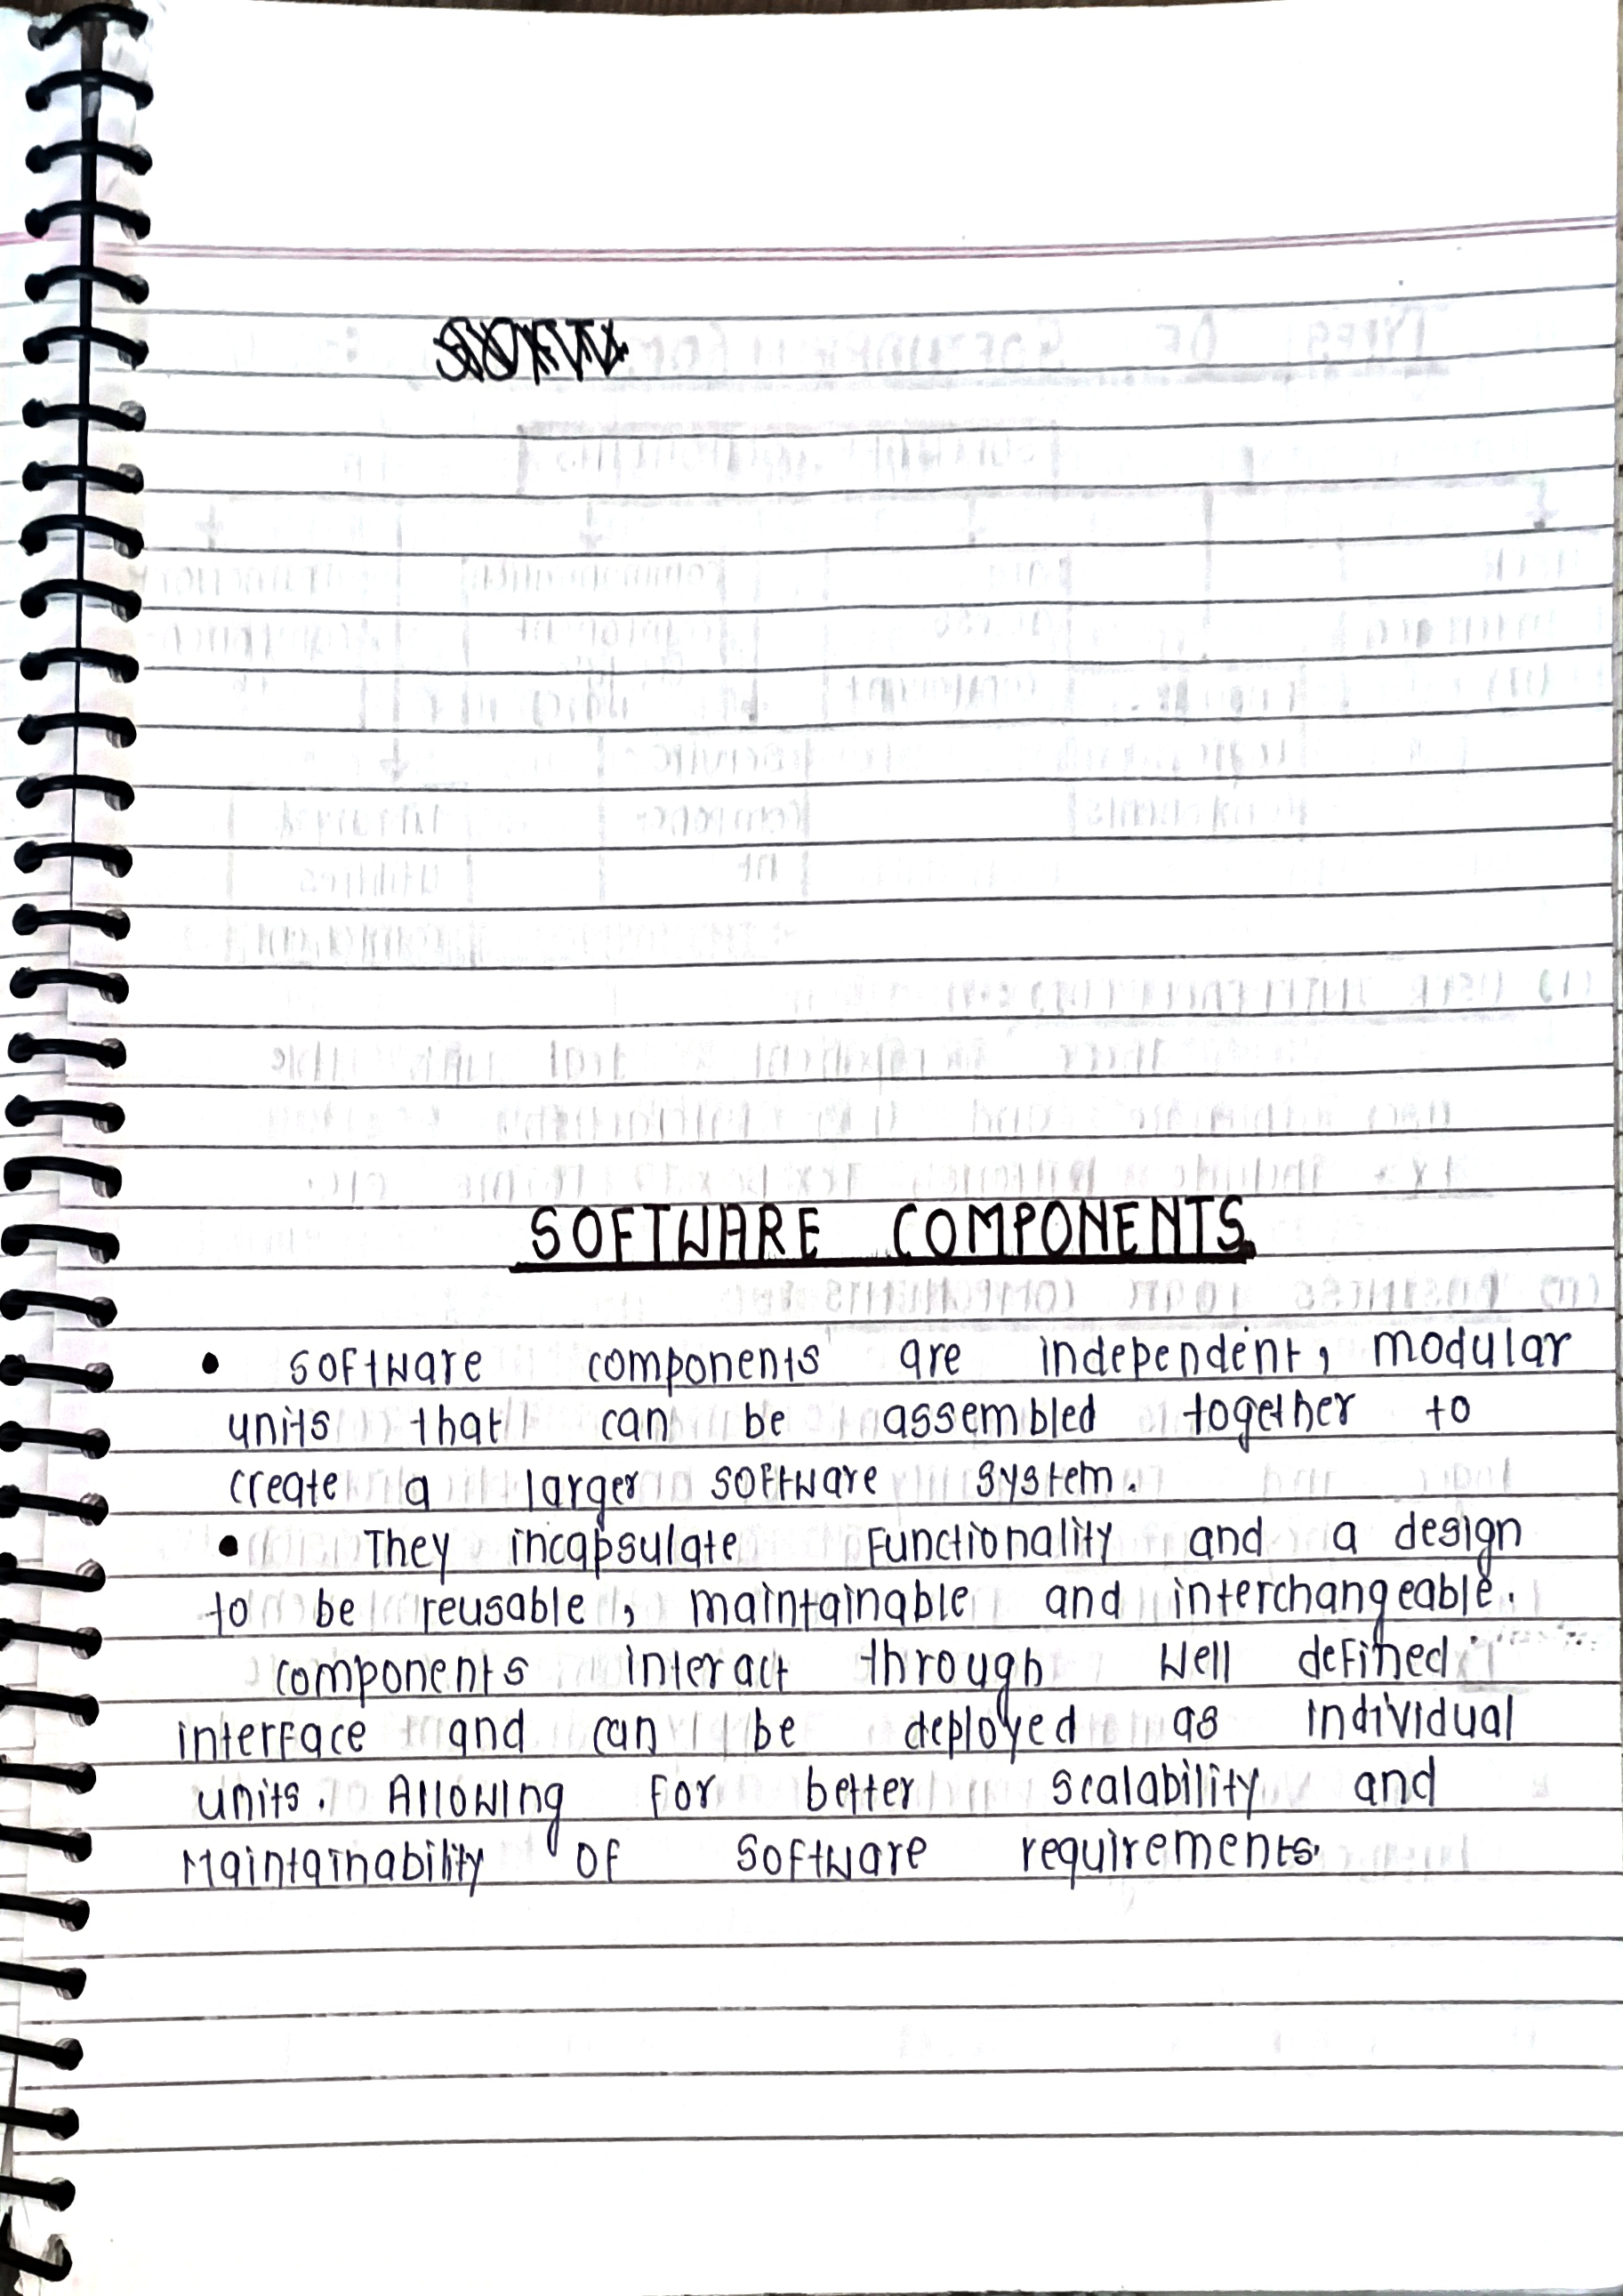 SOFTWARE COMPONENTS
• software components are independent, modular
units that can be assembled together to
create a larger software system.
• They incapsulate Functionality and a design
to be reusable, maintainable and interchangeable.
components interact through well defined
interface and can be deployed as individual
units. Allowing For better scalability and
Maintainability of software requirements.